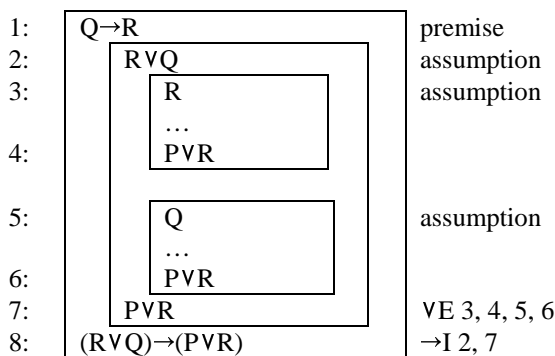 1: Q→R premise
2: R∨Q assumption
3: R assumption
…
4: P∨R
5: Q assumption
…
6: P∨R
7: P∨R ∨E 3, 4, 5, 6
8: (R∨Q)→(P∨R) →I 2, 7